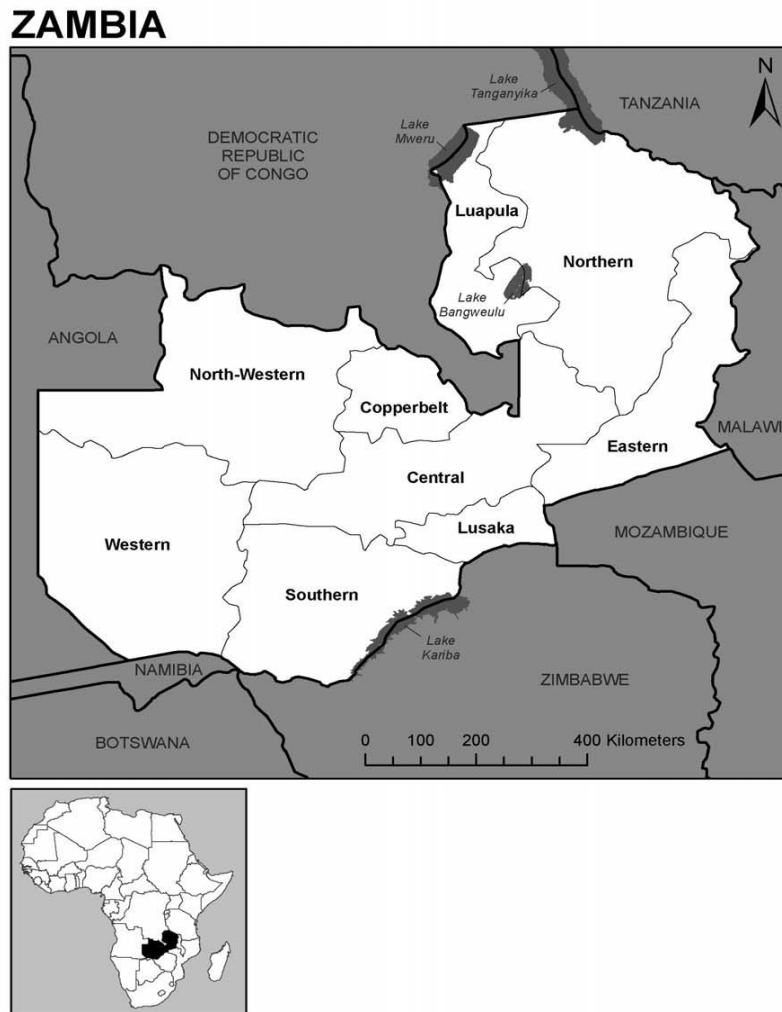 ZAMBIA
N
Lake
Tanganyika
TANZANIA
Lake
Mweru
DEMOCRATIC
REPUBLIC
OF CONGO
Luapula
Northern
Lake
Bangweulu
ANGOLA
North-Western
Copperbelt
MALAWI
Eastern
Central
Lusaka
MOZAMBIQUE
Western
Southern
Lake
Kariba
NAMIBIA
ZIMBABWE
BOTSWANA
0 100 200 400 Kilometers